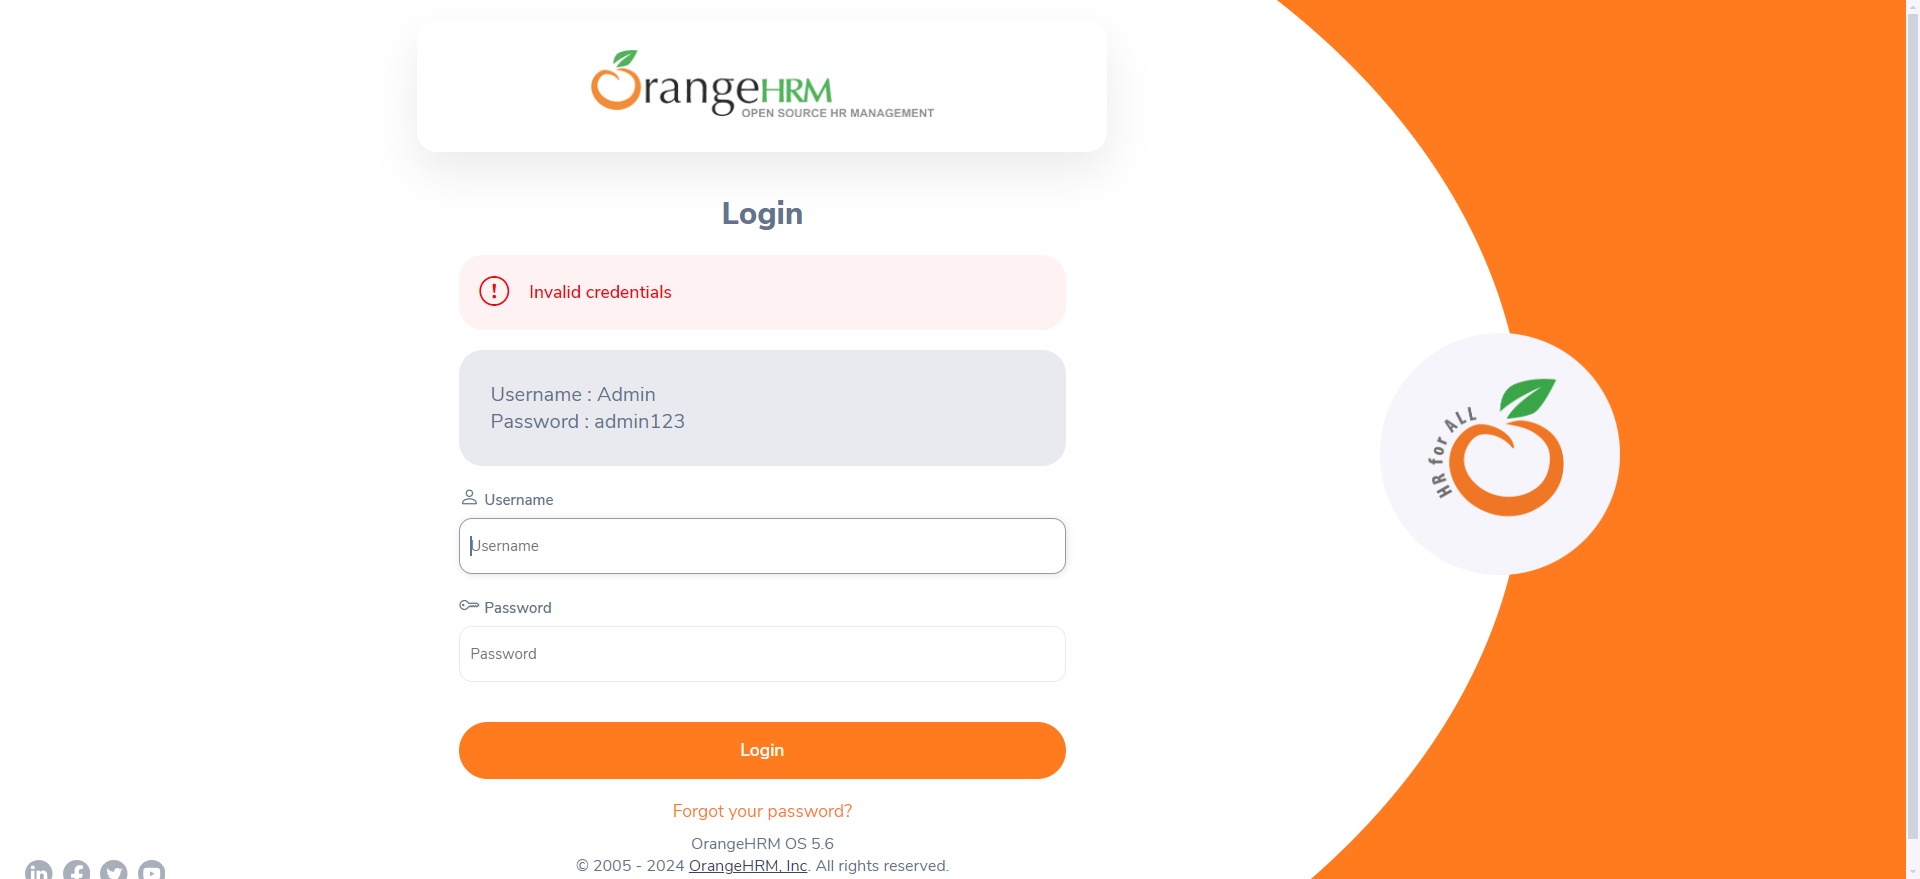 OrangeHRM
OPEN SOURCE HR MANAGEMENT
Login
Invalid credentials
Username : Admin
Password : admin123
Username
Username
Password
Password
Login
Forgot your password?
OrangeHRM OS 5.6
© 2005 - 2024 OrangeHRM, Inc. All rights reserved.
HR for ALL